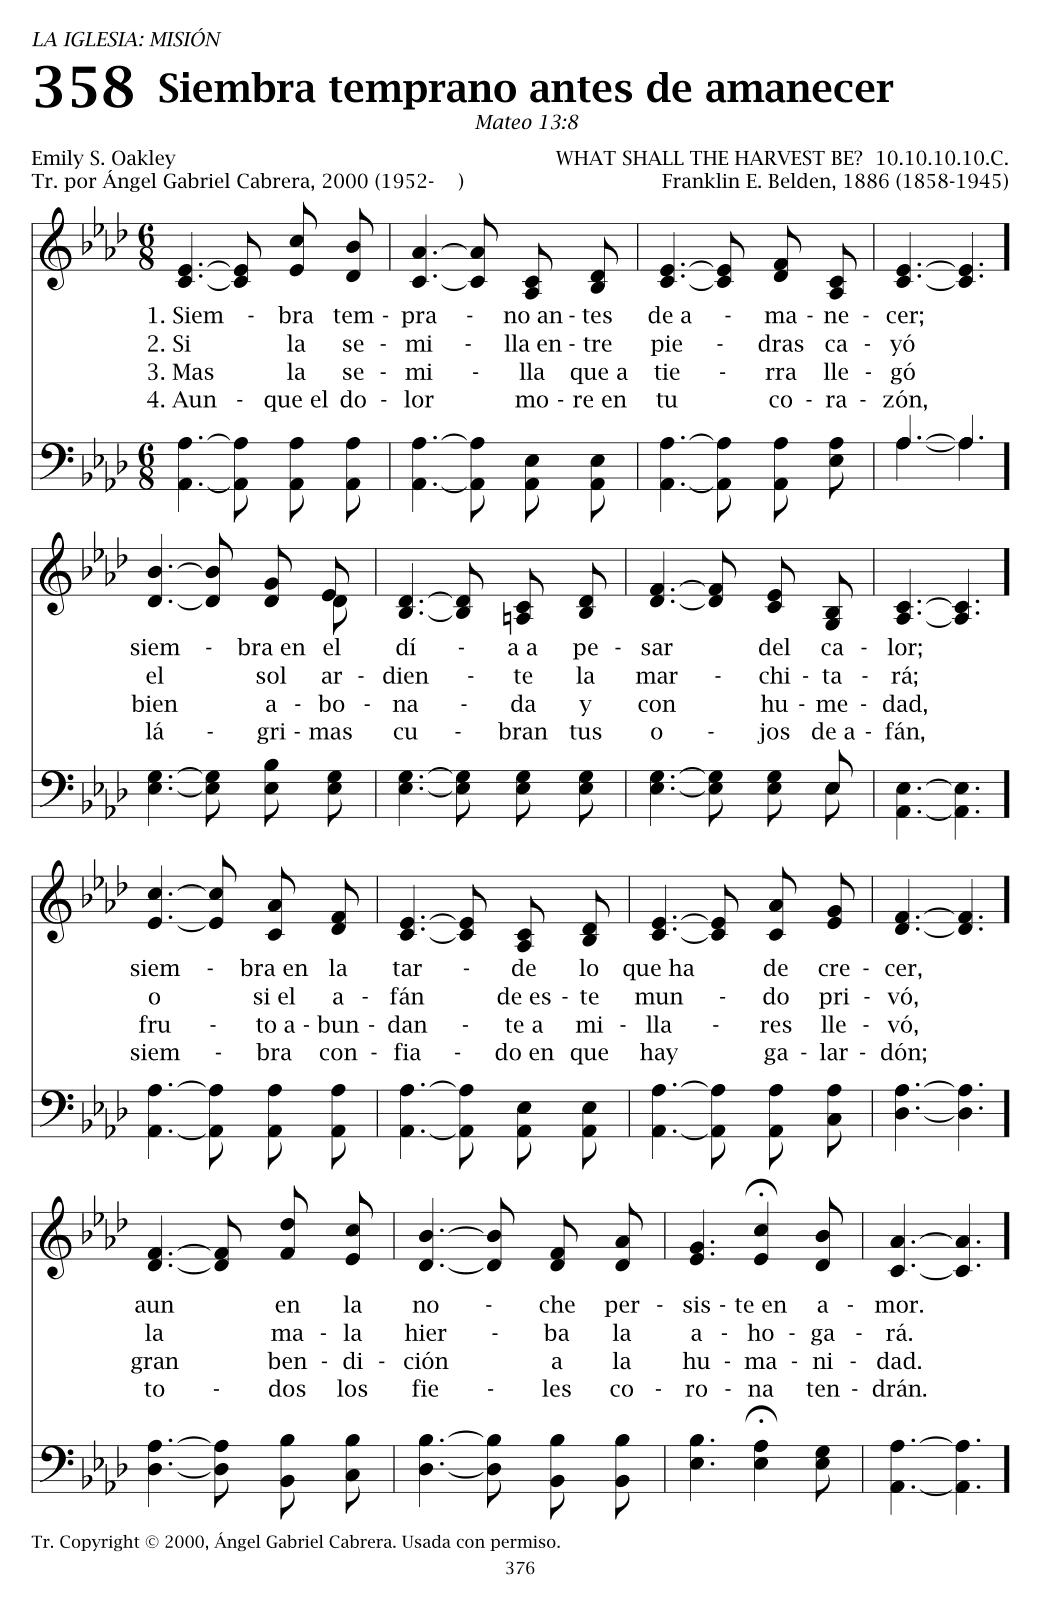 LA IGLESIA: MISIÓN
358 Siembra temprano antes de amanecer
Mateo 13:8
Emily S. Oakley WHAT SHALL THE HARVEST BE? 10.10.10.10.C.
Tr. por Ángel Gabriel Cabrera, 2000 (1952- ) Franklin E. Belden, 1886 (1858-1945)
1. Siem - bra tem - pra - no an - tes de a - ma - ne - cer;
2. Si la se - mi - lla en - tre pie - dras ca - yó
3. Mas la se - mi - lla que a tie - rra lle - gó
4. Aun - que el do - lor mo - re en tu co - ra - zón,
siem - bra en el dí - a a pe - sar del ca - lor;
el sol ar - dien - te la mar - chi - ta - rá;
bien a - bo - na - da y con hu - me - dad,
lá - gri - mas cu - bran tus o - jos de a - fán,
siem - bra en la tar - de lo que ha de cre - cer,
o si el a - fán de es - te mun - do pri - vó,
fru - to a - bun - dan - te a mi - lla - res lle - vó,
siem - bra con - fia - do en que hay ga - lar - dón;
aun en la no - che per - sis - te en a - mor.
la ma - la hier - ba la a - ho - ga - rá.
gran ben - di - ción a la hu - ma - ni - dad.
to - dos los fie - les co - ro - na ten - drán.
Tr. Copyright © 2000, Ángel Gabriel Cabrera. Usada con permiso.
376